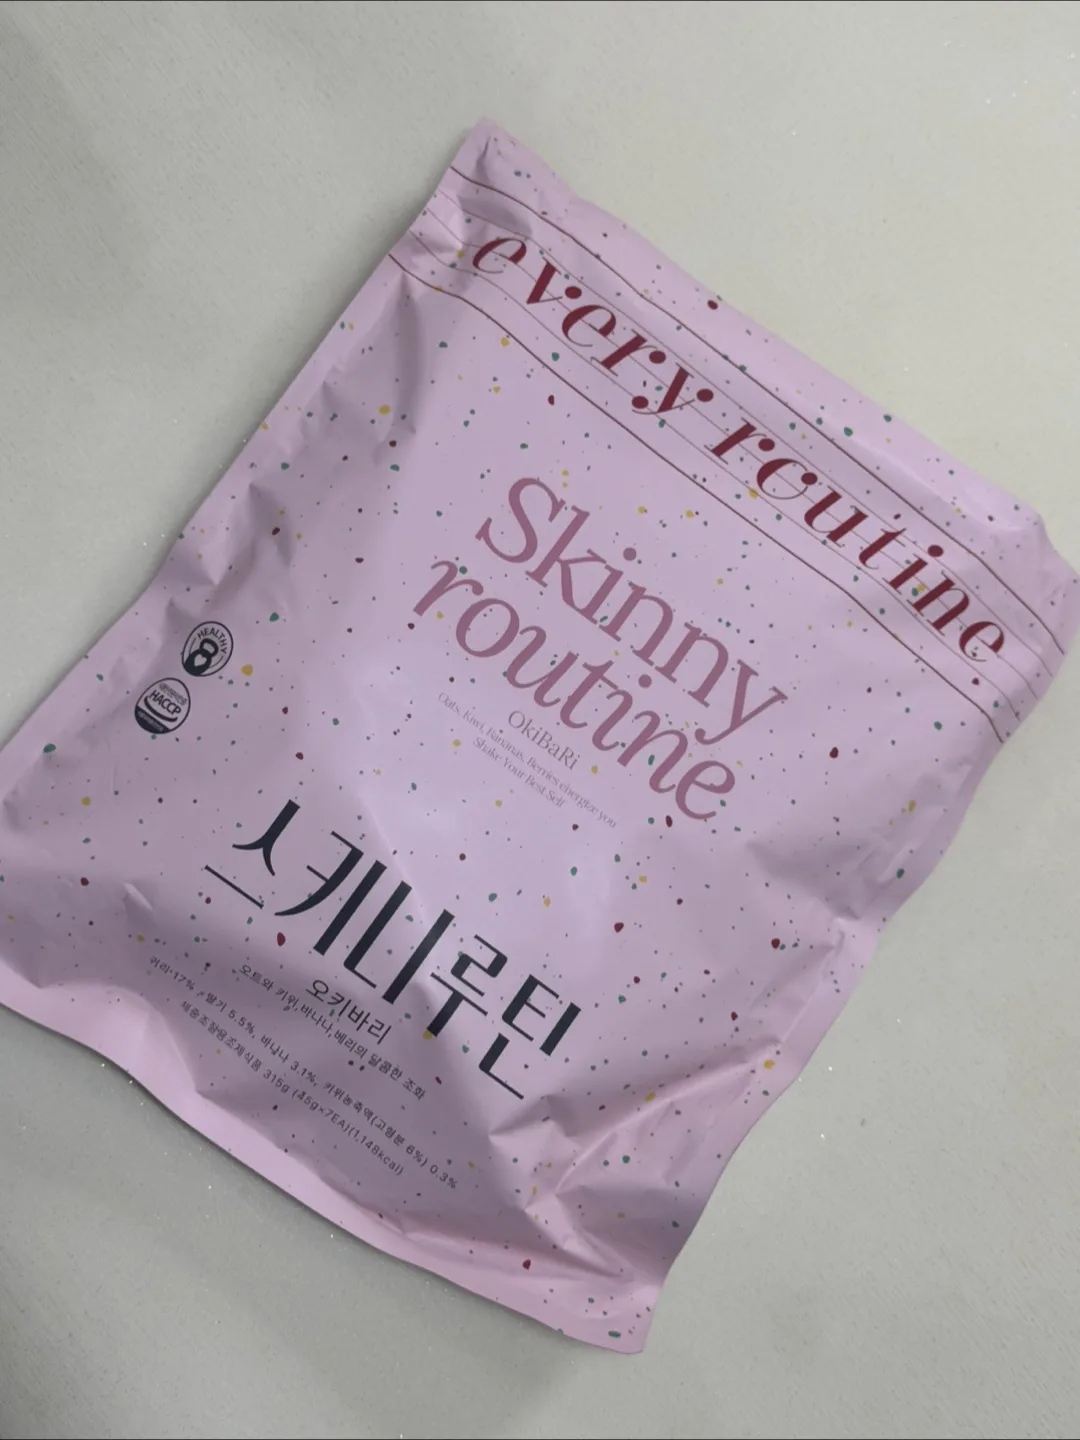 every routine
Skinny
routine
OkiBaRi
Oats, Kiwi, Bananas, Berries energize you
Shake Your Best Self
HEALTHY
HACCP
스키니루틴
오키바리
오트와 키위,바나나,베리의 달콤한 조화
귀리 17%, 딸기 5.5%, 바나나 3.1%, 키위농축액(고형분 6%) 0.3%
체중조절용조제식품 315g (45g×7EA)(1,148kcal)